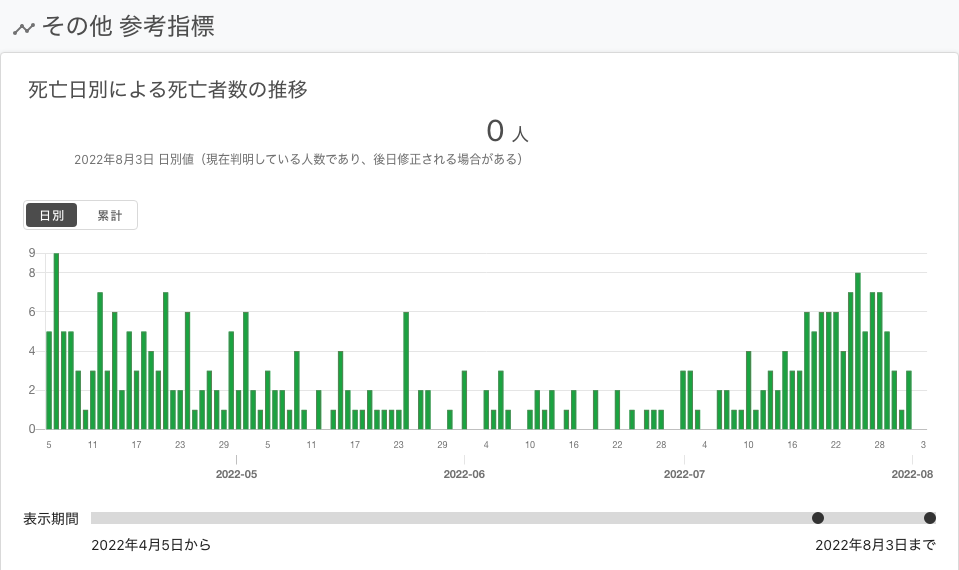 その他 参考指標
死亡日別による死亡者数の推移
0 人
2022年8月3日 日別値（現在判明している人数であり、後日修正される場合がある）
日別 累計
9
8
6
4
2
0
5 11 17 23 29 5 11 17 23 29 4 10 16 22 28 4 10 16 22 28 3
2022-05 2022-06 2022-07 2022-08
表示期間
2022年4月5日から 2022年8月3日まで